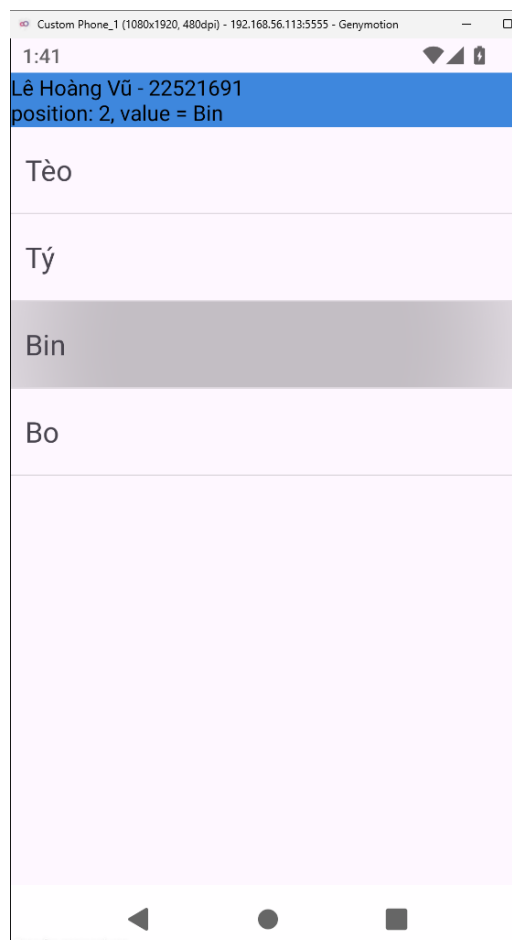 Custom Phone_1 (1080x1920, 480dpi) - 192.168.56.113:5555 - Genymotion
1:41
Lê Hoàng Vũ - 22521691
position: 2, value = Bin
Tèo
Tý
Bin
Bo